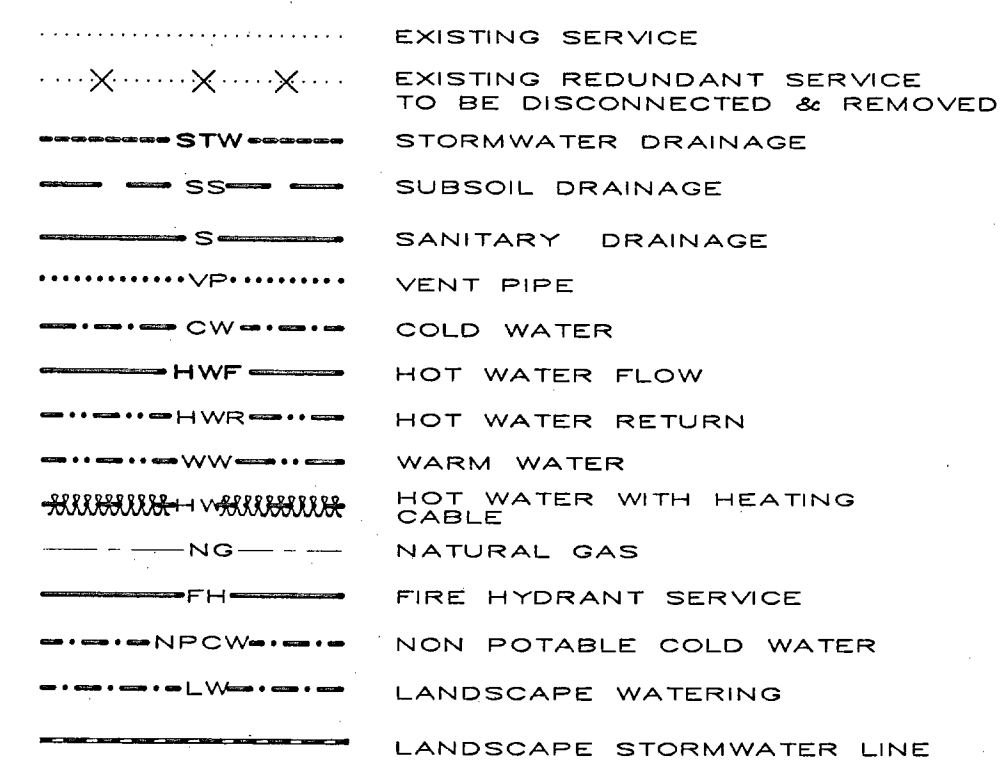 EXISTING SERVICE
EXISTING REDUNDANT SERVICE
TO BE DISCONNECTED & REMOVED
STW STORMWATER DRAINAGE
SS SUBSOIL DRAINAGE
S SANITARY DRAINAGE
VP VENT PIPE
CW COLD WATER
HWF HOT WATER FLOW
HWR HOT WATER RETURN
WW WARM WATER
HW HOT WATER WITH HEATING
CABLE
NG NATURAL GAS
FH FIRE HYDRANT SERVICE
NPCW NON POTABLE COLD WATER
LW LANDSCAPE WATERING
LANDSCAPE STORMWATER LINE